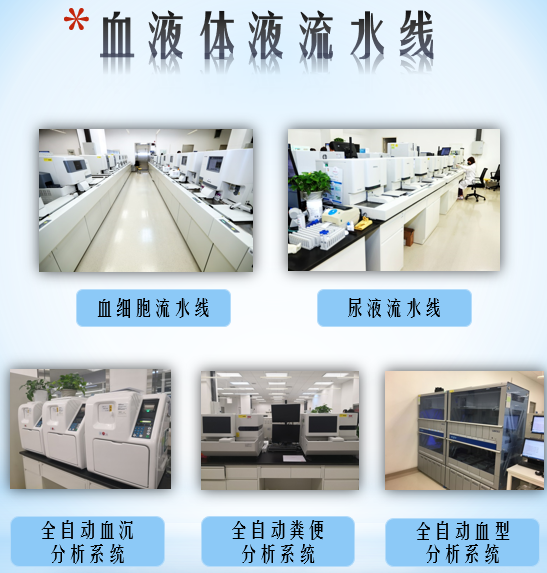 *血液体液流水线
血细胞流水线
尿液流水线
全自动血沉
分析系统
全自动粪便
分析系统
全自动血型
分析系统